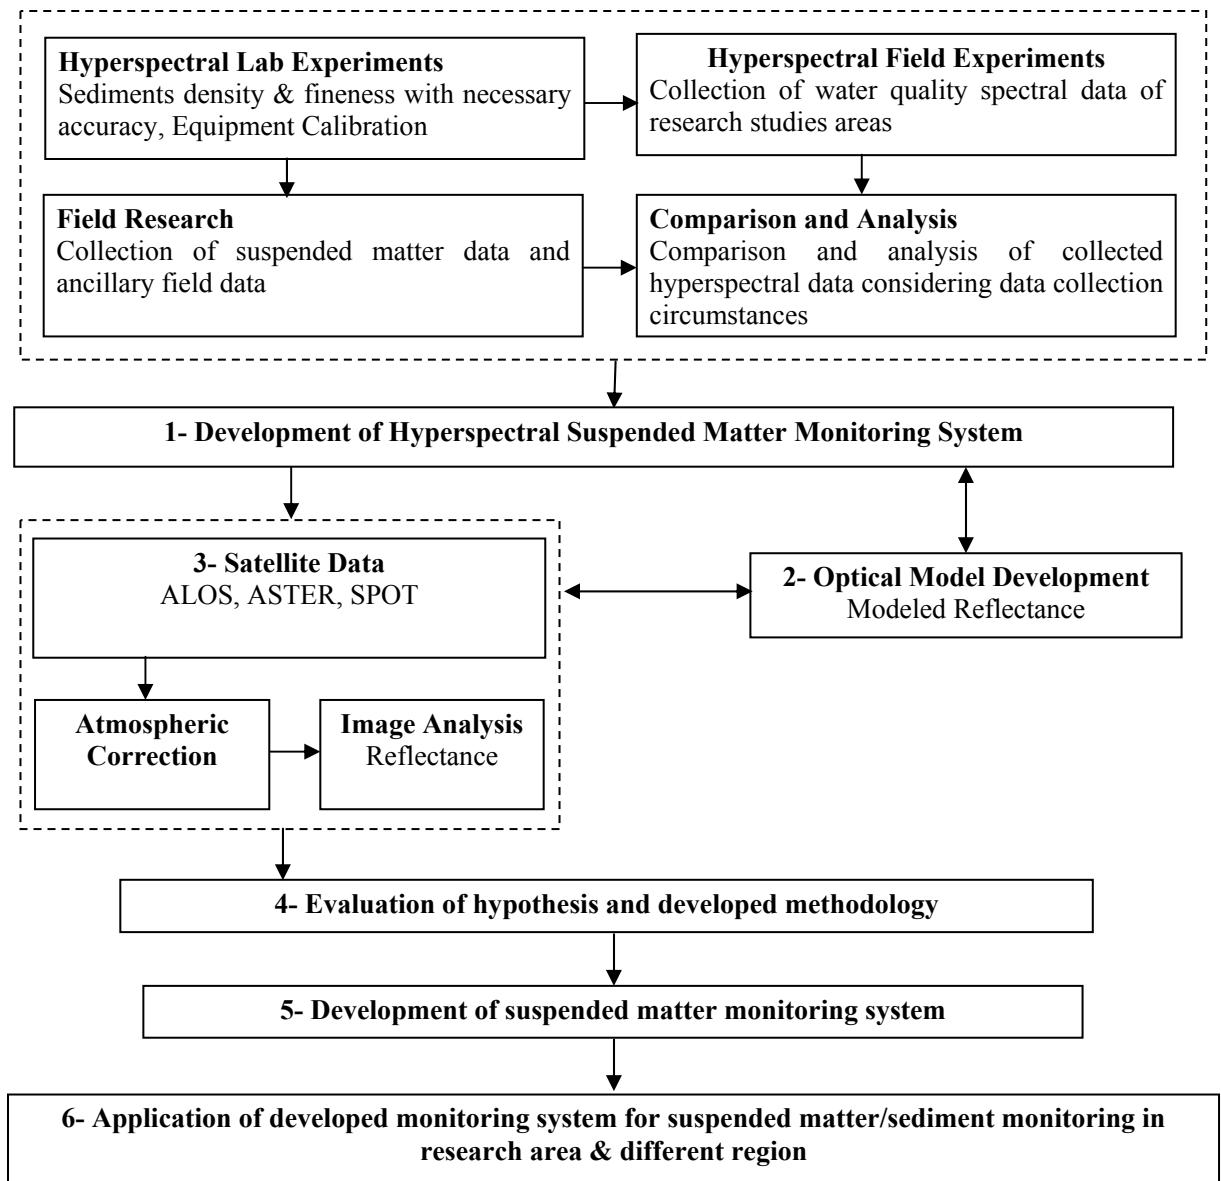 Hyperspectral Lab Experiments
Sediments density & fineness with necessary
accuracy, Equipment Calibration
Hyperspectral Field Experiments
Collection of water quality spectral data of
research studies areas
Field Research
Collection of suspended matter data and
ancillary field data
Comparison and Analysis
Comparison and analysis of collected
hyperspectral data considering data collection
circumstances
1- Development of Hyperspectral Suspended Matter Monitoring System
3- Satellite Data
ALOS, ASTER, SPOT
2- Optical Model Development
Modeled Reflectance
Atmospheric
Correction
Image Analysis
Reflectance
4- Evaluation of hypothesis and developed methodology
5- Development of suspended matter monitoring system
6- Application of developed monitoring system for suspended matter/sediment monitoring in
research area & different region